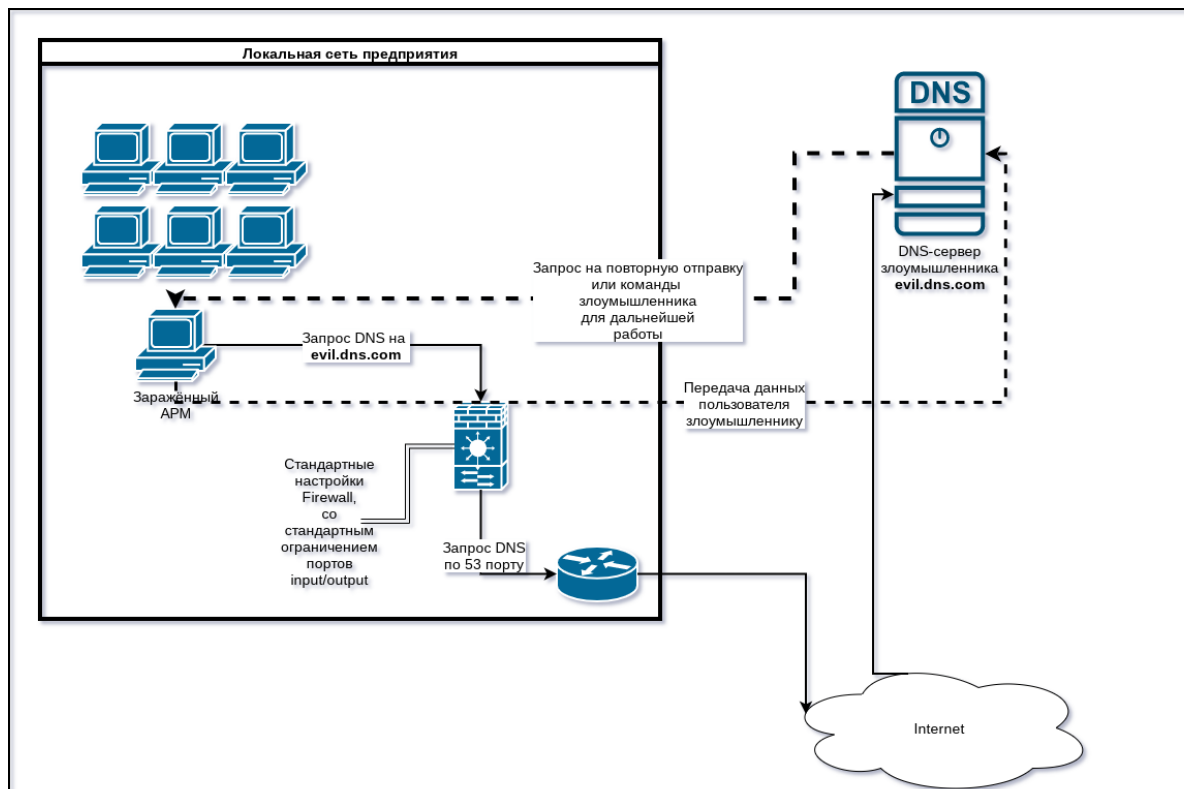 Локальная сеть предприятия
DNS
DNS-сервер
злоумышленника
evil.dns.com
Запрос на повторную отправку
или команды
злоумышленника
для дальнейшей
работы
Запрос DNS на
evil.dns.com
Заражённый
АРМ
Передача данных
пользователя
злоумышленнику
Стандартные
настройки
Firewall,
со
стандартным
ограничением
портов
input/output
Запрос DNS
по 53 порту
Internet